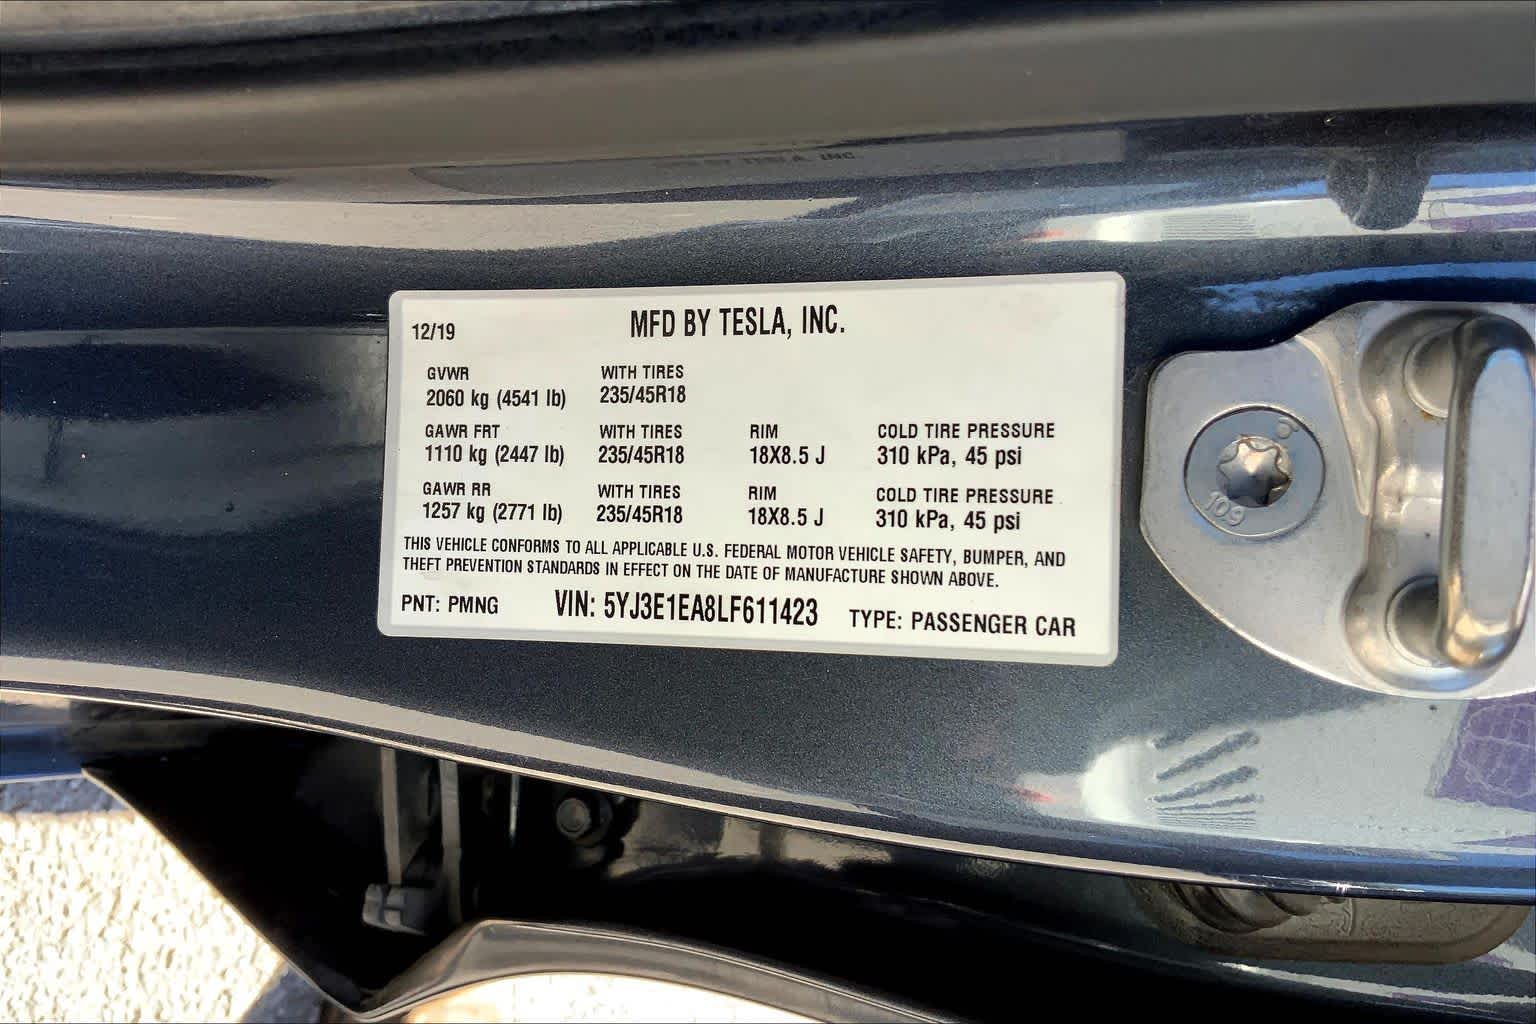 MFD BY TESLA, INC.
12/19
GVWR WITH TIRES
2060 kg (4541 lb) 235/45R18
GAWR FRT WITH TIRES RIM COLD TIRE PRESSURE
1110 kg (2447 lb) 235/45R18 18X8.5 J 310 kPa, 45 psi
GAWR RR WITH TIRES RIM COLD TIRE PRESSURE
1257 kg (2771 lb) 235/45R18 18X8.5 J 310 kPa, 45 psi
THIS VEHICLE CONFORMS TO ALL APPLICABLE U.S. FEDERAL MOTOR VEHICLE SAFETY, BUMPER, AND
THEFT PREVENTION STANDARDS IN EFFECT ON THE DATE OF MANUFACTURE SHOWN ABOVE.
PNT: PMNG VIN: 5YJ3E1EA8LF611423 TYPE: PASSENGER CAR
109